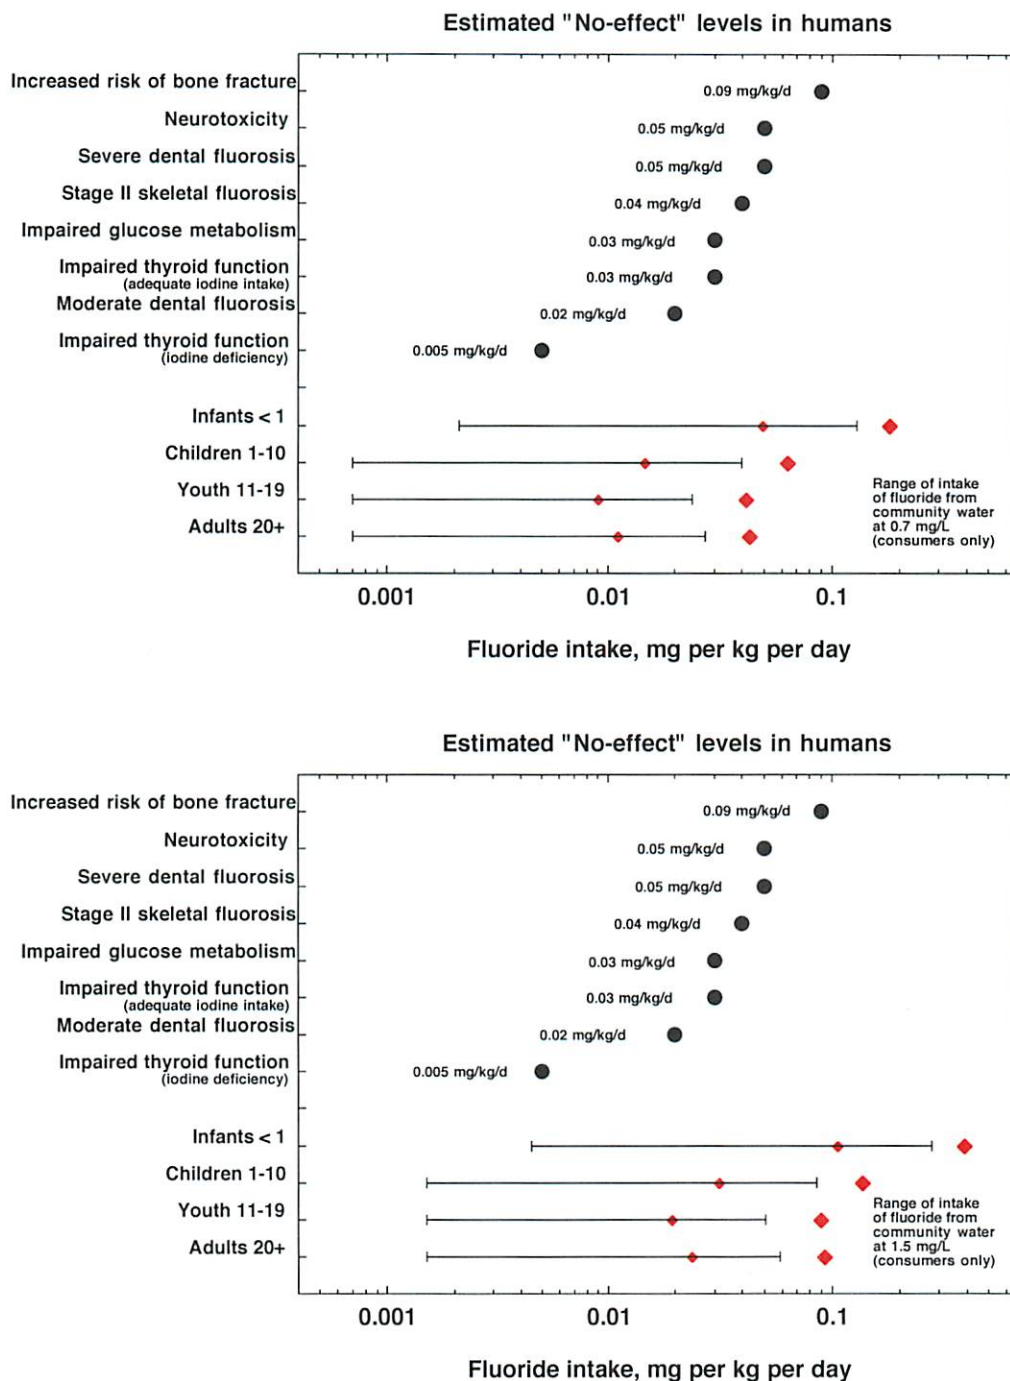 Estimated "No-effect" levels in humans
Increased risk of bone fracture
0.09 mg/kg/d
Neurotoxicity
0.05 mg/kg/d
Severe dental fluorosis
0.05 mg/kg/d
Stage II skeletal fluorosis
0.04 mg/kg/d
Impaired glucose metabolism
0.03 mg/kg/d
Impaired thyroid function
(adequate iodine intake)
0.03 mg/kg/d
Moderate dental fluorosis
0.02 mg/kg/d
Impaired thyroid function
(iodine deficiency)
0.005 mg/kg/d
Infants < 1
Children 1-10
Youth 11-19
Adults 20+
Range of intake
of fluoride from
community water
at 0.7 mg/L
(consumers only)
0.001
0.01
0.1
Fluoride intake, mg per kg per day
Estimated "No-effect" levels in humans
Increased risk of bone fracture
0.09 mg/kg/d
Neurotoxicity
0.05 mg/kg/d
Severe dental fluorosis
0.05 mg/kg/d
Stage II skeletal fluorosis
0.04 mg/kg/d
Impaired glucose metabolism
0.03 mg/kg/d
Impaired thyroid function
(adequate iodine intake)
0.03 mg/kg/d
Moderate dental fluorosis
0.02 mg/kg/d
Impaired thyroid function
(iodine deficiency)
0.005 mg/kg/d
Infants < 1
Children 1-10
Youth 11-19
Adults 20+
Range of intake
of fluoride from
community water
at 1.5 mg/L
(consumers only)
0.001
0.01
0.1
Fluoride intake, mg per kg per day